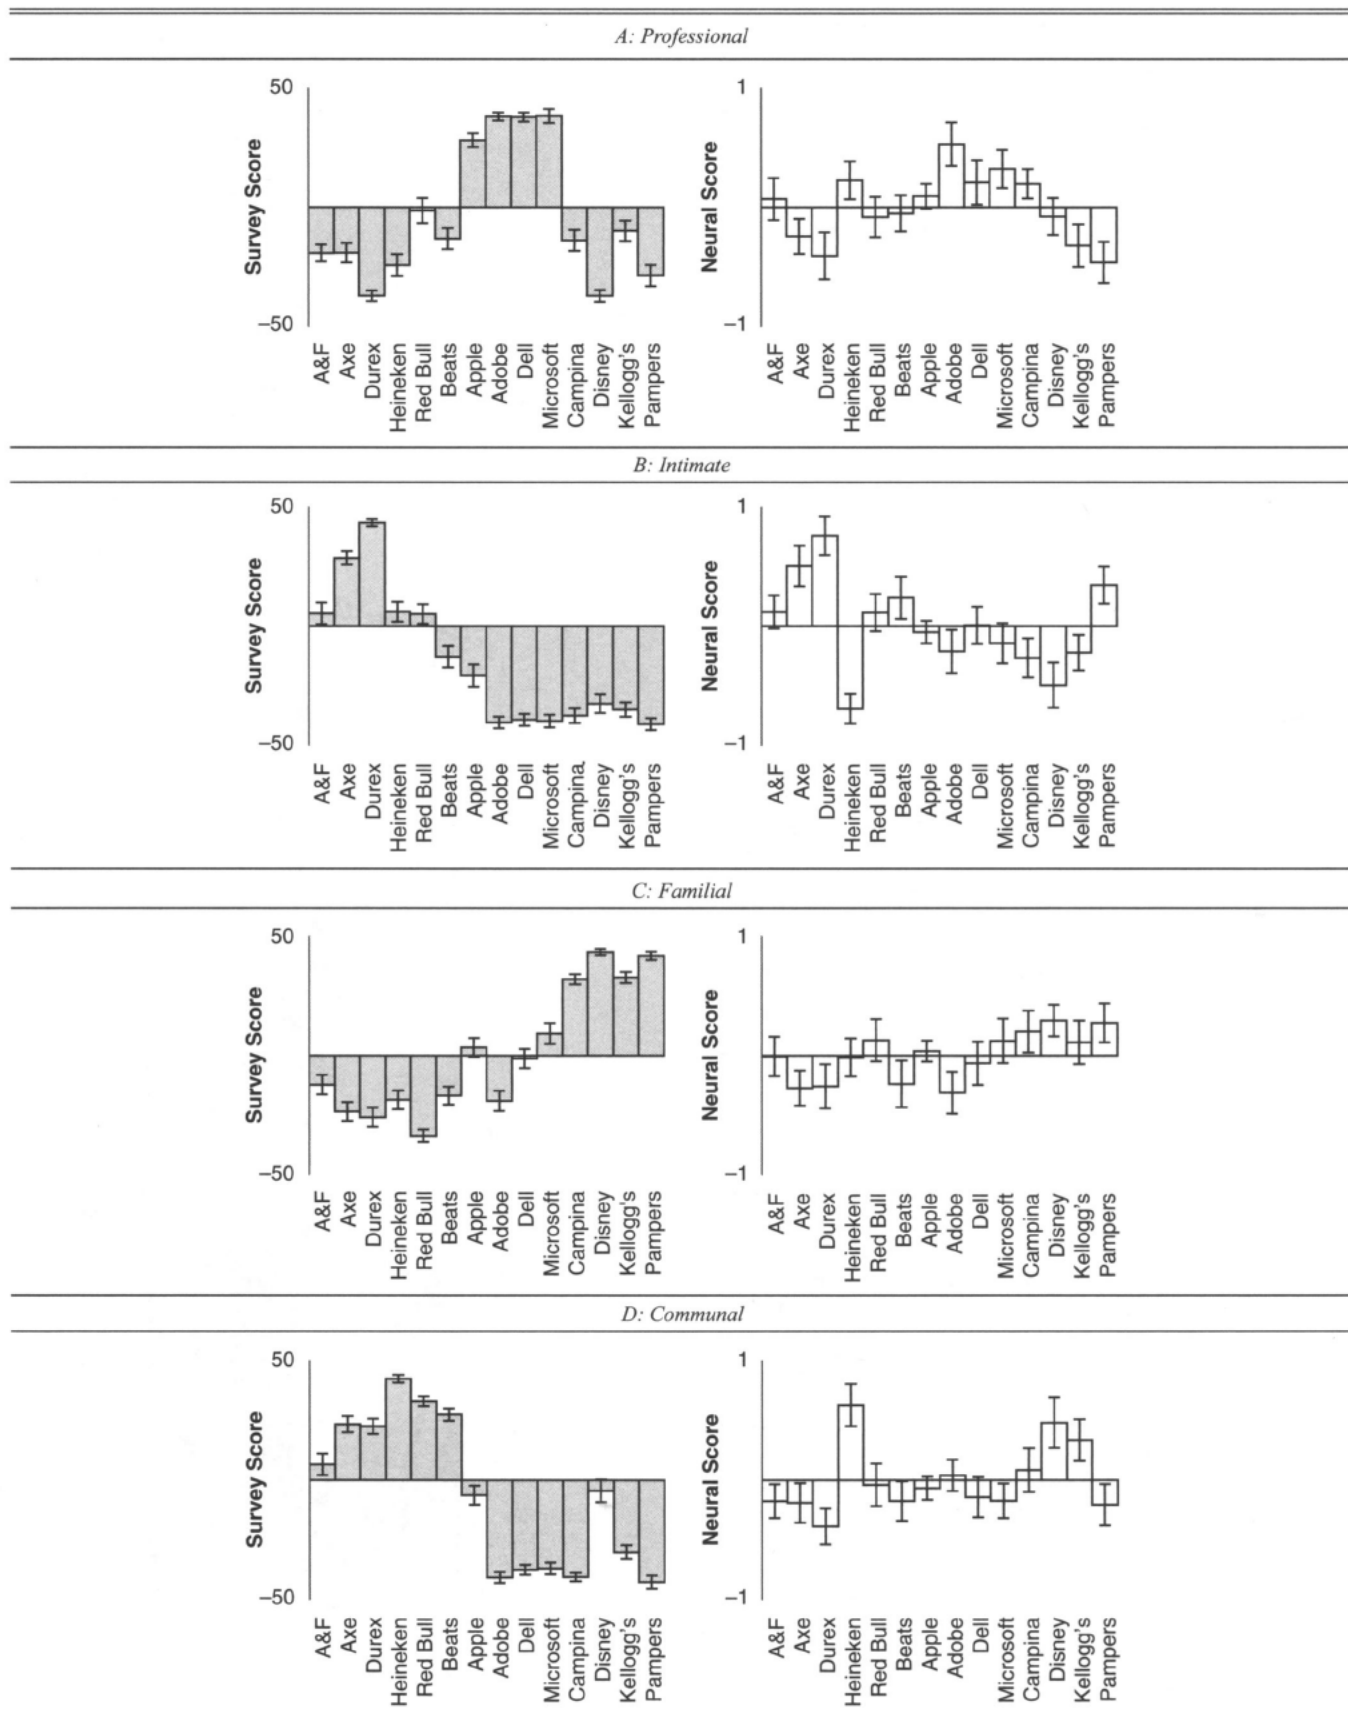 A: Professional
50
Survey Score
-50
A&F
Axe
Durex
Heineken
Red Bull
Beats
Apple
Adobe
Dell
Microsoft
Campina
Disney
Kellogg's
Pampers
1
Neural Score
-1
A&F
Axe
Durex
Heineken
Red Bull
Beats
Apple
Adobe
Dell
Microsoft
Campina
Disney
Kellogg's
Pampers
B: Intimate
50
Survey Score
-50
A&F
Axe
Durex
Heineken
Red Bull
Beats
Apple
Adobe
Dell
Microsoft
Campina
Disney
Kellogg's
Pampers
1
Neural Score
-1
A&F
Axe
Durex
Heineken
Red Bull
Beats
Apple
Adobe
Dell
Microsoft
Campina
Disney
Kellogg's
Pampers
C: Familial
50
Survey Score
-50
A&F
Axe
Durex
Heineken
Red Bull
Beats
Apple
Adobe
Dell
Microsoft
Campina
Disney
Kellogg's
Pampers
1
Neural Score
-1
A&F
Axe
Durex
Heineken
Red Bull
Beats
Apple
Adobe
Dell
Microsoft
Campina
Disney
Kellogg's
Pampers
D: Communal
50
Survey Score
-50
A&F
Axe
Durex
Heineken
Red Bull
Beats
Apple
Adobe
Dell
Microsoft
Campina
Disney
Kellogg's
Pampers
1
Neural Score
-1
A&F
Axe
Durex
Heineken
Red Bull
Beats
Apple
Adobe
Dell
Microsoft
Campina
Disney
Kellogg's
Pampers